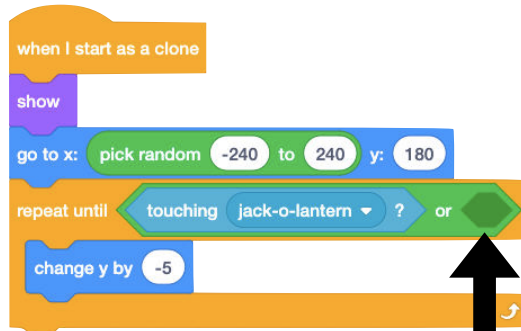 when I start as a clone
show
go to x: pick random -240 to 240 y: 180
repeat until touching jack-o-lantern ? or
change y by -5